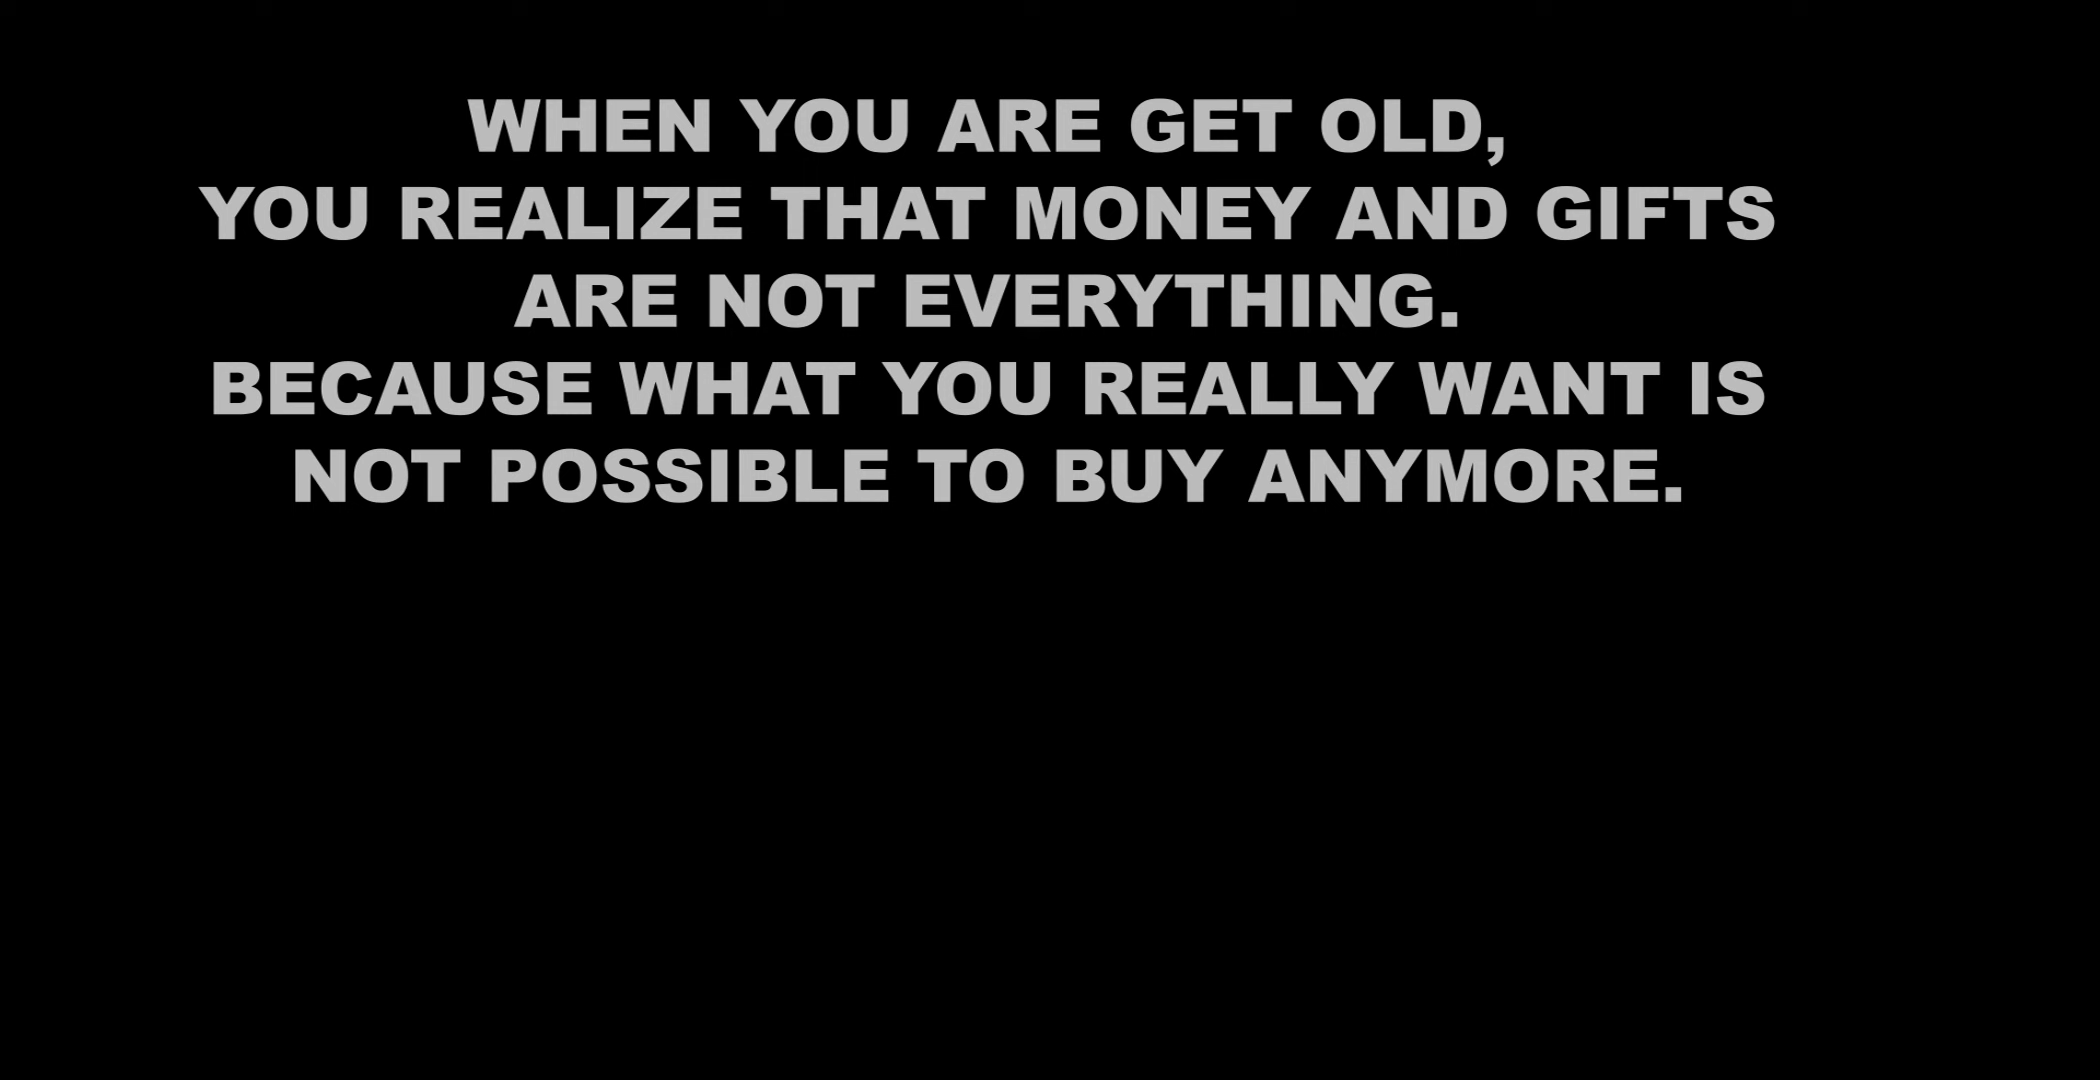 WHEN YOU ARE GET OLD,
YOU REALIZE THAT MONEY AND GIFTS
ARE NOT EVERYTHING.
BECAUSE WHAT YOU REALLY WANT IS
NOT POSSIBLE TO BUY ANYMORE.